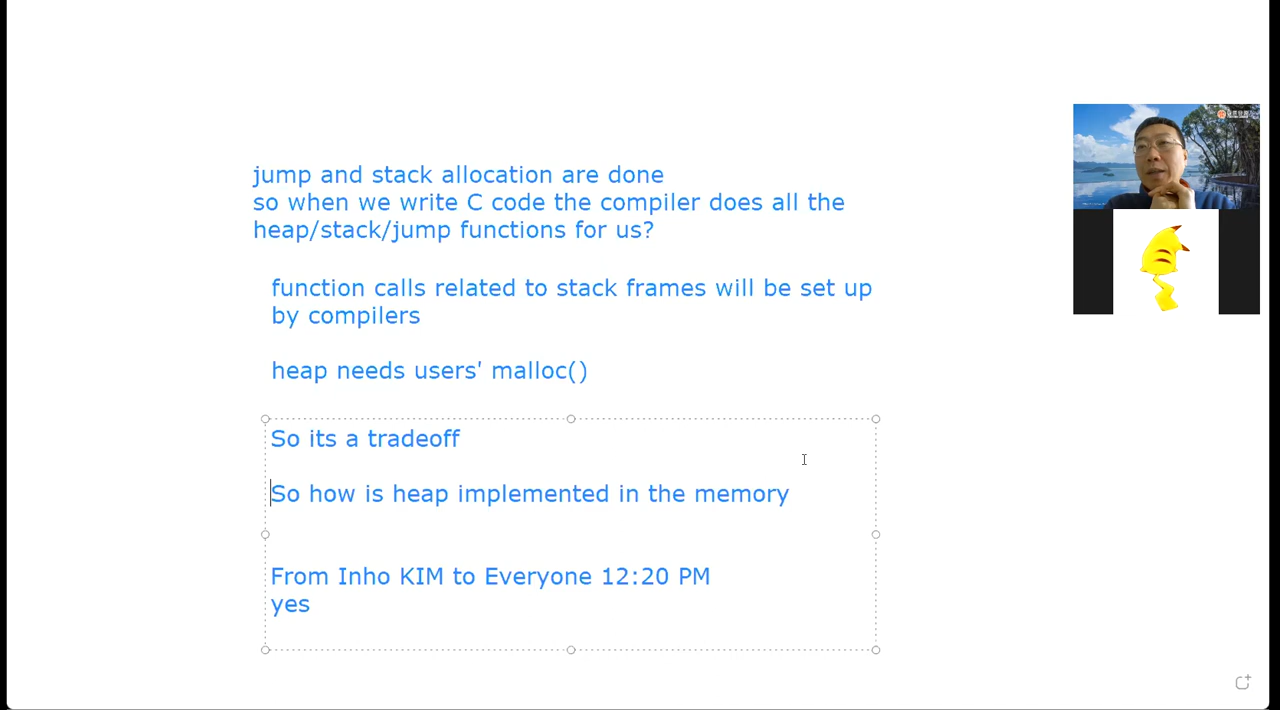 jump and stack allocation are done
so when we write C code the compiler does all the
heap/stack/jump functions for us?
function calls related to stack frames will be set up
by compilers
heap needs users' malloc()
So its a tradeoff
So how is heap implemented in the memory
From Inho KIM to Everyone 12:20 PM
yes